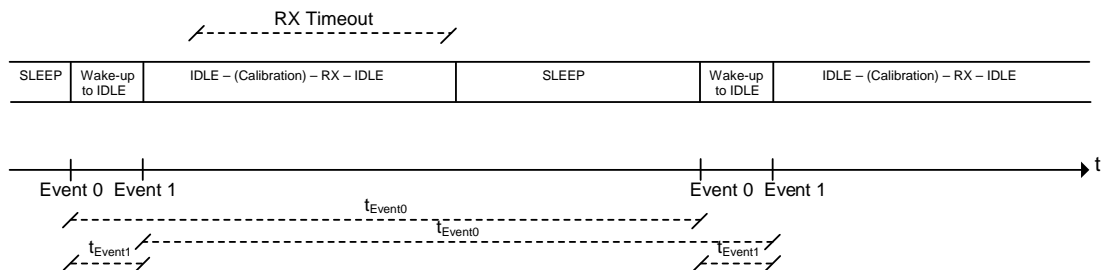 RX Timeout
SLEEP
Wake-up
to IDLE
IDLE – (Calibration) – RX – IDLE
SLEEP
Wake-up
to IDLE
IDLE – (Calibration) – RX – IDLE
t
Event 0 Event 1
Event 0 Event 1
tEvent0
tEvent0
tEvent1
tEvent1